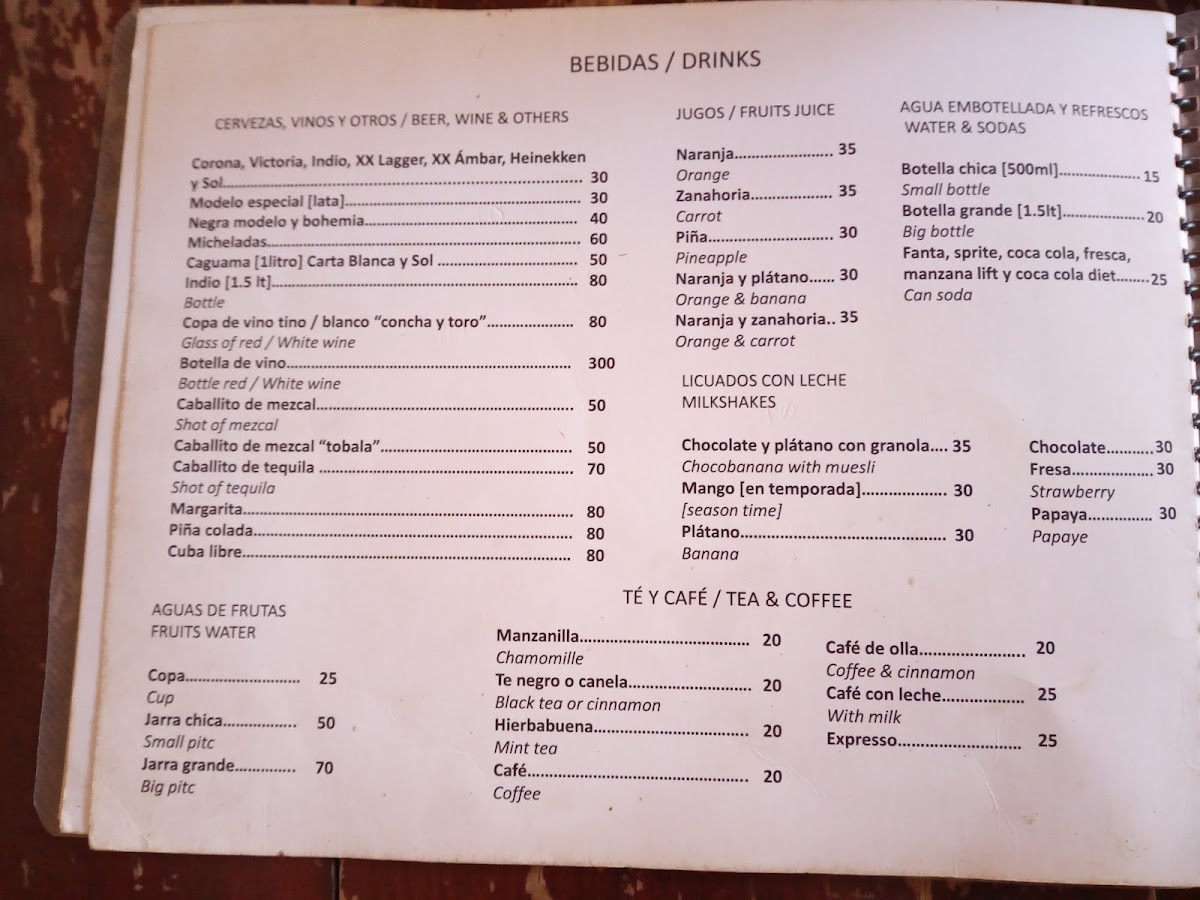 BEBIDAS / DRINKS
CERVEZAS, VINOS Y OTROS / BEER, WINE & OTHERS
Corona, Victoria, Indio, XX Lagger, XX Ámbar, Heinekken
y Sol.......... 30
Modelo especial [lata].......... 30
Negra modelo y bohemia.......... 40
Micheladas.......... 60
Caguama [1litro] Carta Blanca y Sol .......... 50
Indio [1.5 lt].......... 80
Bottle
Copa de vino tino / blanco “concha y toro”.......... 80
Glass of red / White wine
Botella de vino.......... 300
Bottle red / White wine
Caballito de mezcal.......... 50
Shot of mezcal
Caballito de mezcal “tobala”.......... 50
Caballito de tequila .......... 70
Shot of tequila
Margarita.......... 80
Piña colada.......... 80
Cuba libre.......... 80
JUGOS / FRUITS JUICE
Naranja.......... 35
Orange
Zanahoria.......... 35
Carrot
Piña.......... 30
Pineapple
Naranja y plátano...... 30
Orange & banana
Naranja y zanahoria.. 35
Orange & carrot
AGUA EMBOTELLADA Y REFRESCOS
WATER & SODAS
Botella chica [500ml].......... 15
Small bottle
Botella grande [1.5lt].......... 20
Big bottle
Fanta, sprite, coca cola, fresca,
manzana lift y coca cola diet........ 25
Can soda
LICUADOS CON LECHE
MILKSHAKES
Chocolate y plátano con granola.... 35
Chocobanana with muesli
Mango [en temporada].......... 30
[season time]
Plátano.......... 30
Banana
Chocolate.......... 30
Fresa.......... 30
Strawberry
Papaya.......... 30
Papaye
AGUAS DE FRUTAS
FRUITS WATER
Copa.......... 25
Cup
Jarra chica.......... 50
Small pitc
Jarra grande.......... 70
Big pitc
TÉ Y CAFÉ / TEA & COFFEE
Manzanilla.......... 20
Chamomille
Te negro o canela.......... 20
Black tea or cinnamon
Hierbabuena.......... 20
Mint tea
Café.......... 20
Coffee
Café de olla.......... 20
Coffee & cinnamon
Café con leche.......... 25
With milk
Expresso.......... 25